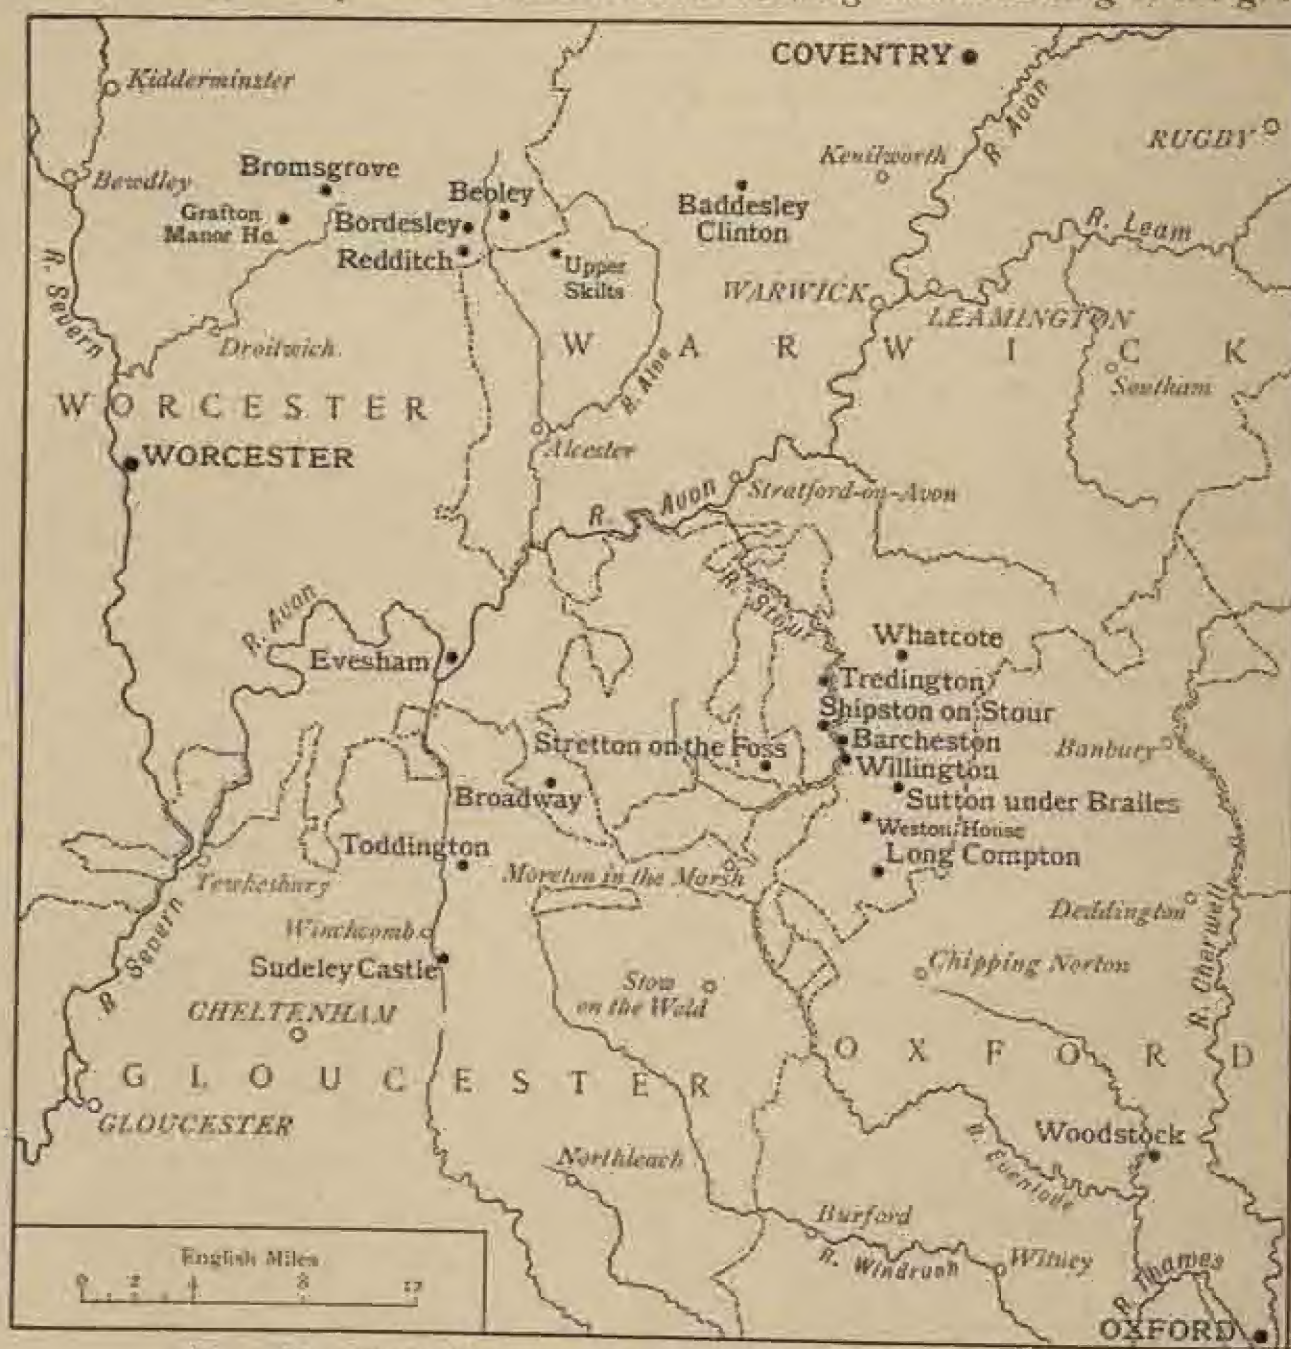 COVENTRY
Kidderminster
R. Avon
RUGBY
Kenilworth
Bromsgrove
Bewdley
Beoley
Baddesley
Clinton
Grafton
Manor Ho.
Bordesley
R. Leam
Redditch
Upper
Skilts
R. Severn
WARWICK
LEAMINGTON
Droitwich
W A R W I C K
R. Alne
Southam
WORCESTER
Alcester
WORCESTER
R. Avon
Stratford-on-Avon
R. Stour
R. Avon
Whatcote
Evesham
Tredington
Shipston on Stour
Stretton on the Foss
Barcheston
Banbury
Willington
Broadway
Sutton under Brailes
Weston House
Toddington
Long Compton
Moreton in the Marsh
Tewkesbury
Deddington
Winchcomb
R. Severn
Sudeley Castle
Chipping Norton
R. Cherwell
Stow
on the Wold
CHELTENHAM
O X F O R D
G L O U C E S T E R
GLOUCESTER
Woodstock
R. Evenlode
Northleach
Burford
English Miles
R. Windrush
Witney
0 2 4 8 12
R. Thames
OXFORD